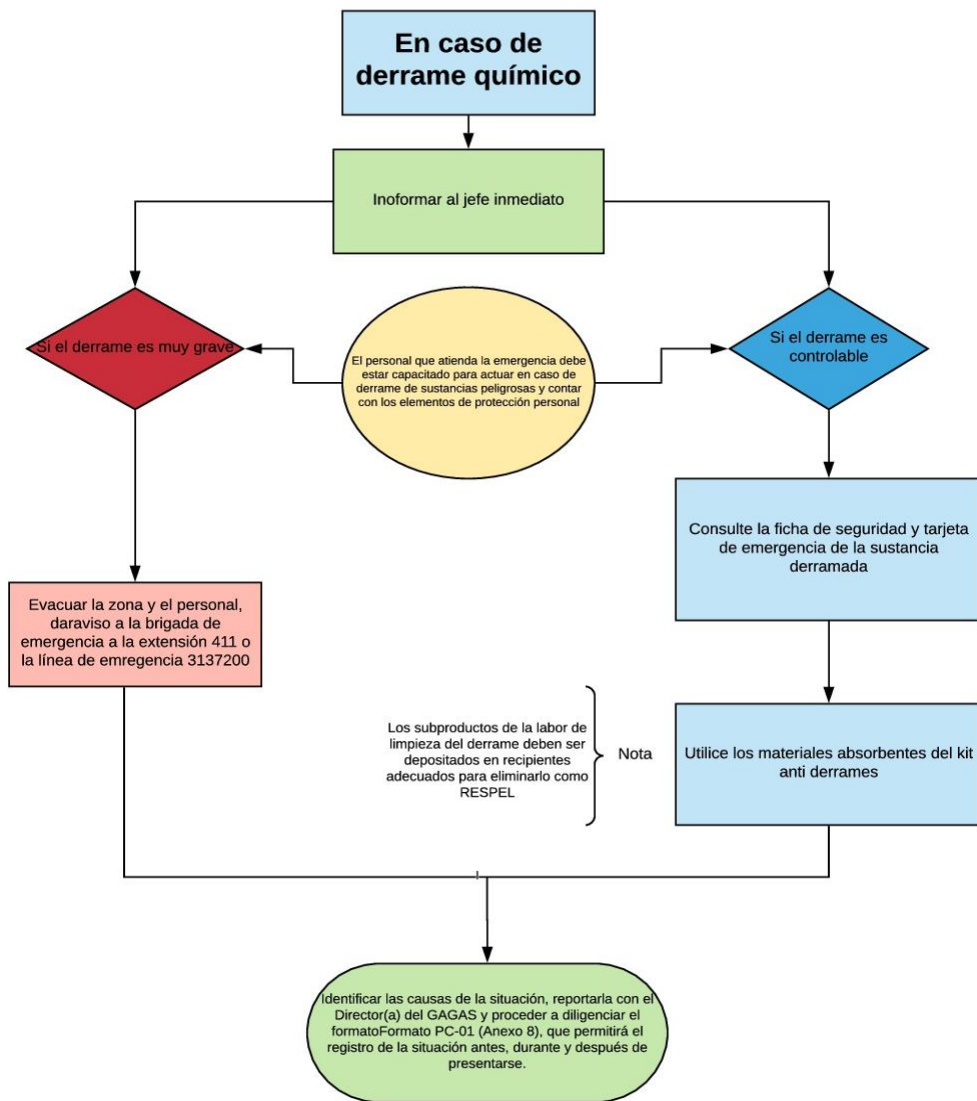 En caso de
derrame químico
Inoformar al jefe inmediato
Si el derrame es muy grave
El personal que atienda la emergencia debe
estar capacitado para actuar en caso de
derrame de sustancias peligrosas y contar
con los elementos de protección personal
Si el derrame es
controlable
Consulte la ficha de seguridad y tarjeta
de emergencia de la sustancia
derramada
Evacuar la zona y el personal,
daraviso a la brigada de
emergencia a la extensión 411 o
la línea de emregencia 3137200
Los subproductos de la labor de
limpieza del derrame deben ser
depositados en recipientes
adecuados para eliminarlo como
RESPEL
Nota
Utilice los materiales absorbentes del kit
anti derrames
Identificar las causas de la situación, reportarla con el
Director(a) del GAGAS y proceder a diligenciar el
formatoFormato PC-01 (Anexo 8), que permitirá el
registro de la situación antes, durante y después de
presentarse.